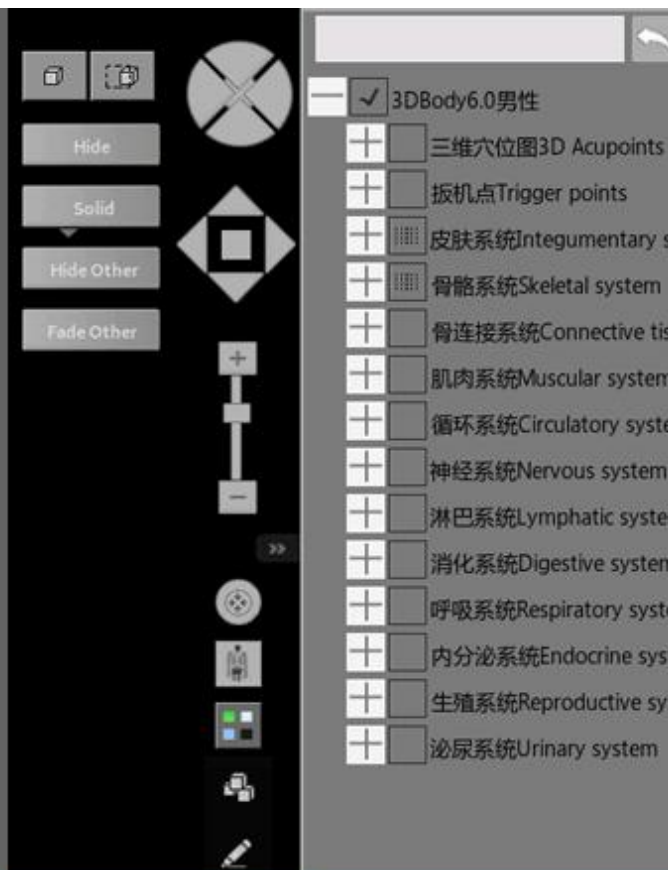 Hide
Solid
Hide Other
Fade Other
3DBody6.0男性
三维穴位图3D Acupoints
扳机点Trigger points
皮肤系统Integumentary s
骨骼系统Skeletal system
骨连接系统Connective tis
肌肉系统Muscular system
循环系统Circulatory syste
神经系统Nervous system
淋巴系统Lymphatic syste
消化系统Digestive system
呼吸系统Respiratory syste
内分泌系统Endocrine sys
生殖系统Reproductive sy
泌尿系统Urinary system